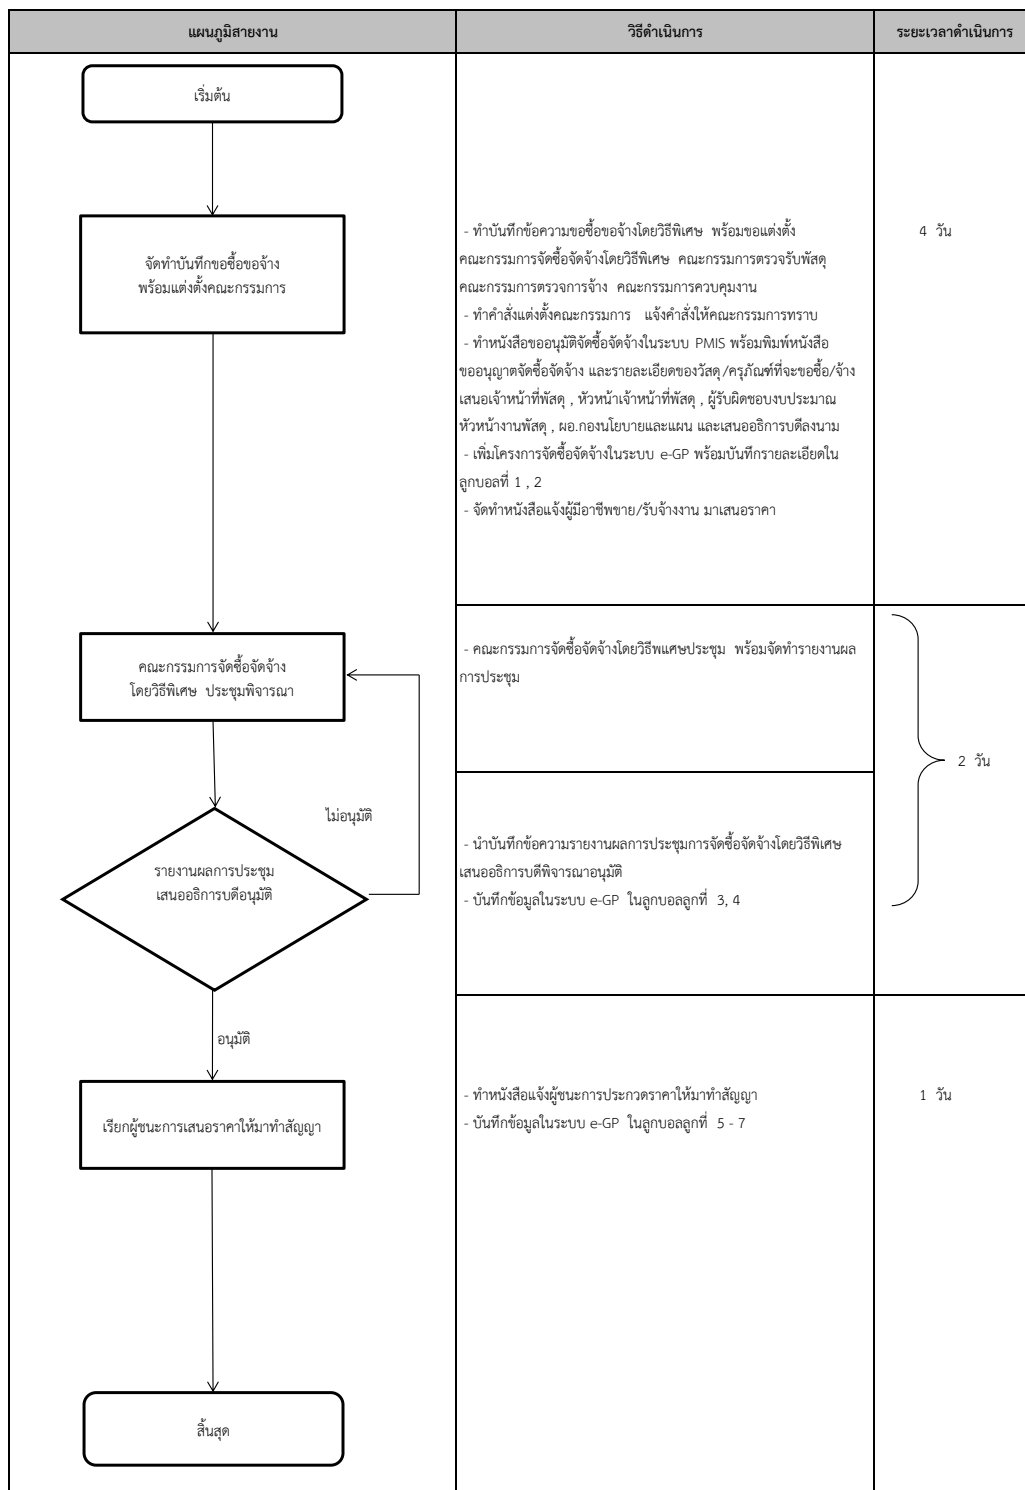 แผนภูมิสายงาน
วิธีดำเนินการ
ระยะเวลาดำเนินการ
เริ่มต้น
จัดทำบันทึกขอซื้อขอจ้าง
พร้อมแต่งตั้งคณะกรรมการ
- ทำบันทึกข้อความขอซื้อขอจ้างโดยวิธีพิเศษ พร้อมขอแต่งตั้ง
คณะกรรมการจัดซื้อจัดจ้างโดยวิธีพิเศษ คณะกรรมการตรวจรับพัสดุ
คณะกรรมการตรวจการจ้าง คณะกรรมการควบคุมงาน
- ทำคำสั่งแต่งตั้งคณะกรรมการ แจ้งคำสั่งให้คณะกรรมการทราบ
- ทำหนังสือขออนุมัติจัดซื้อจัดจ้างในระบบ PMIS พร้อมพิมพ์หนังสือ
ขออนุญาตจัดซื้อจัดจ้าง และรายละเอียดของวัสดุ/ครุภัณฑ์ที่จะขอซื้อ/จ้าง
เสนอเจ้าหน้าที่พัสดุ , หัวหน้าเจ้าหน้าที่พัสดุ , ผู้รับผิดชอบงบประมาณ
หัวหน้างานพัสดุ , ผอ.กองนโยบายและแผน และเสนออธิการบดีลงนาม
- เพิ่มโครงการจัดซื้อจัดจ้างในระบบ e-GP พร้อมบันทึกรายละเอียดใน
ลูกบอลที่ 1 , 2
- จัดทำหนังสือแจ้งผู้มีอาชีพขาย/รับจ้างงาน มาเสนอราคา
4 วัน
คณะกรรมการจัดซื้อจัดจ้าง
โดยวิธีพิเศษ ประชุมพิจารณา
- คณะกรรมการจัดซื้อจัดจ้างโดยวิธีพแศษประชุม พร้อมจัดทำรายงานผล
การประชุม
2 วัน
ไม่อนุมัติ
รายงานผลการประชุม
เสนออธิการบดีอนุมัติ
- นำบันทึกข้อความรายงานผลการประชุมการจัดซื้อจัดจ้างโดยวิธีพิเศษ
เสนออธิการบดีพิจารณาอนุมัติ
- บันทึกข้อมูลในระบบ e-GP ในลูกบอลลูกที่ 3, 4
อนุมัติ
เรียกผู้ชนะการเสนอราคาให้มาทำสัญญา
- ทำหนังสือแจ้งผู้ชนะการประกวดราคาให้มาทำสัญญา
- บันทึกข้อมูลในระบบ e-GP ในลูกบอลลูกที่ 5 - 7
1 วัน
สิ้นสุด